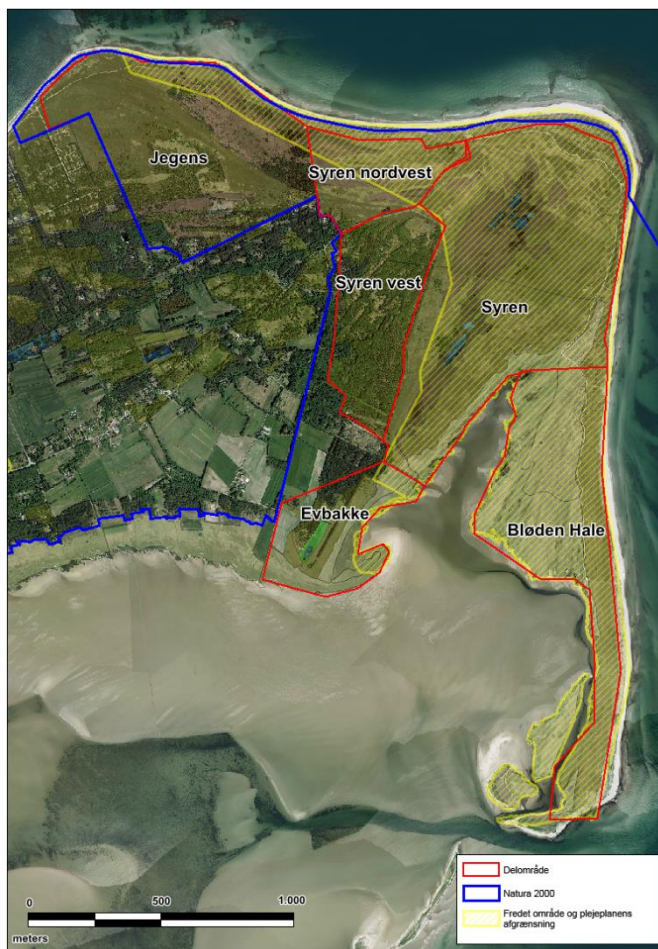 Jegens
Syren nordvest
Syren vest
Syren
Evbakke
Bløden Hale
0 500 1.000
meters
Delområde
Natura 2000
Fredet område og plejeplanens
afgrænsning